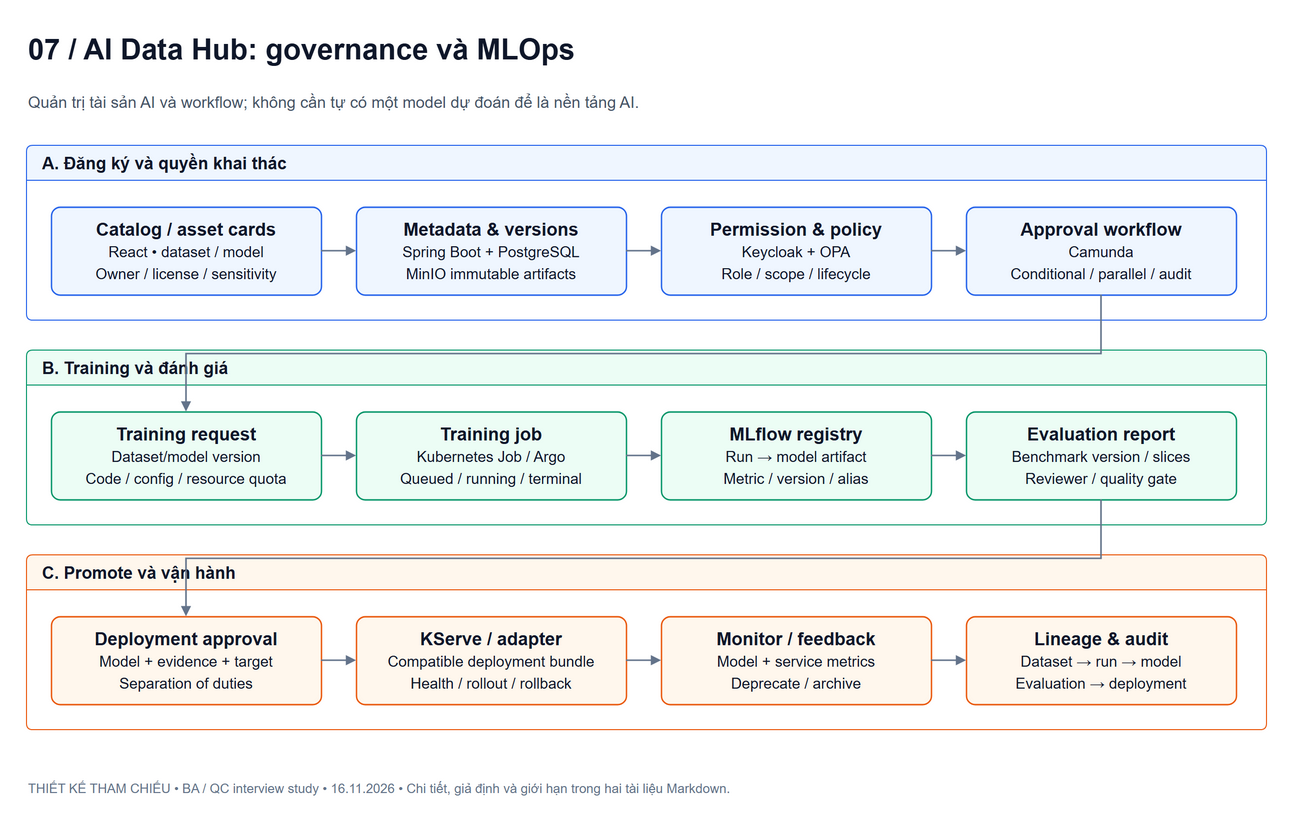 07 / AI Data Hub: governance và MLOps
Quản trị tài sản AI và workflow; không cần tự có một model dự đoán để là nền tảng AI.
A. Đăng ký và quyền khai thác
Catalog / asset cards
React • dataset / model
Owner / license / sensitivity
Metadata & versions
Spring Boot + PostgreSQL
MinIO immutable artifacts
Permission & policy
Keycloak + OPA
Role / scope / lifecycle
Approval workflow
Camunda
Conditional / parallel / audit
B. Training và đánh giá
Training request
Dataset/model version
Code / config / resource quota
Training job
Kubernetes Job / Argo
Queued / running / terminal
MLflow registry
Run → model artifact
Metric / version / alias
Evaluation report
Benchmark version / slices
Reviewer / quality gate
C. Promote và vận hành
Deployment approval
Model + evidence + target
Separation of duties
KServe / adapter
Compatible deployment bundle
Health / rollout / rollback
Monitor / feedback
Model + service metrics
Deprecate / archive
Lineage & audit
Dataset → run → model
Evaluation → deployment
THIẾT KẾ THAM CHIẾU • BA / QC interview study • 16.11.2026 • Chi tiết, giả định và giới hạn trong hai tài liệu Markdown.